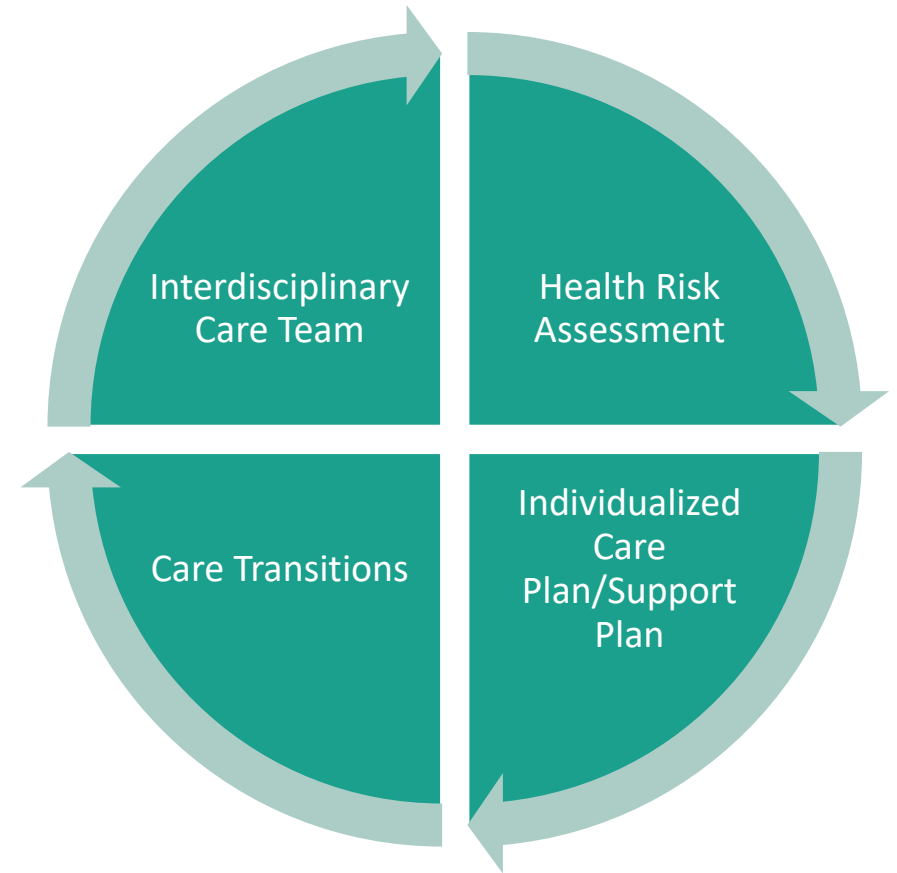 Interdisciplinary
Care Team
Health Risk
Assessment
Individualized
Care
Plan/Support
Plan
Care Transitions